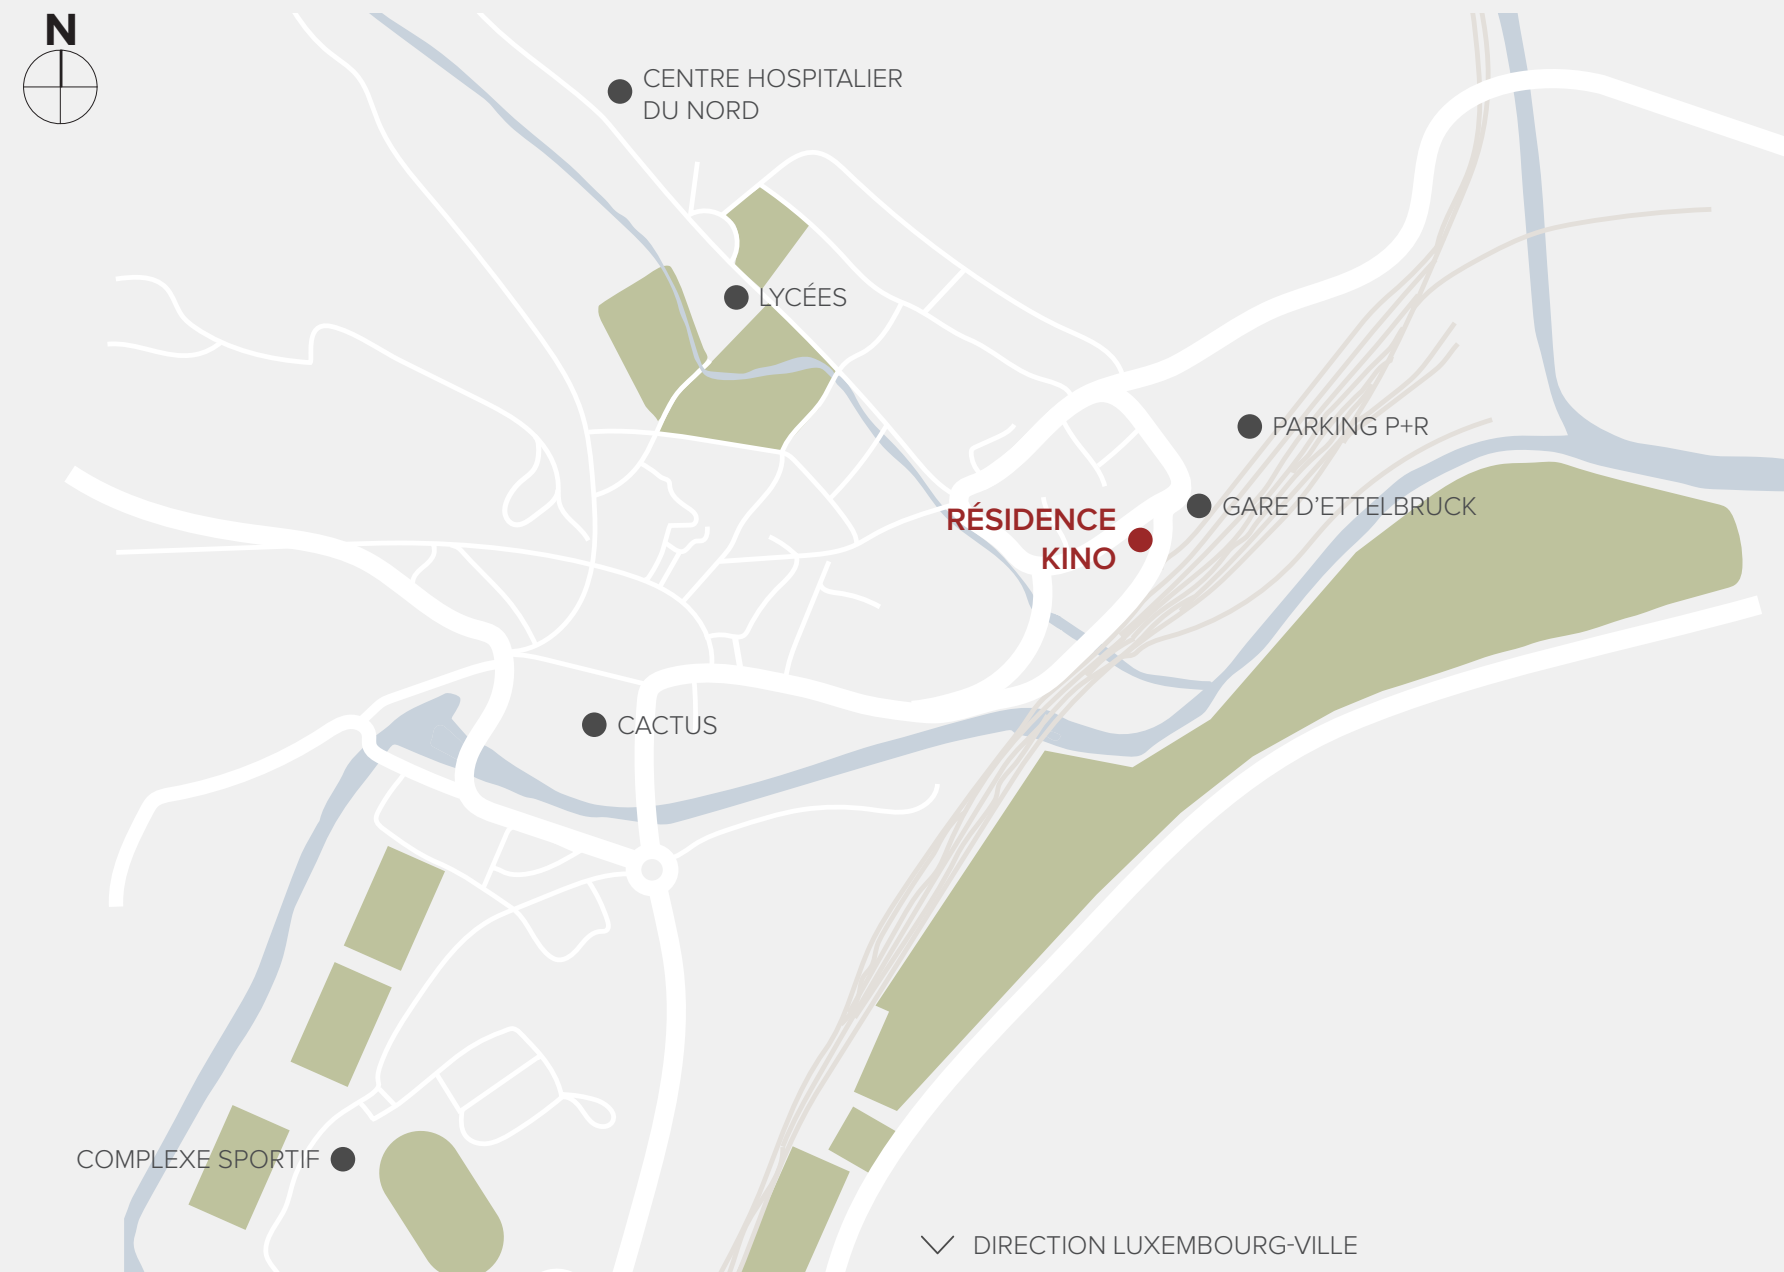 N
CENTRE HOSPITALIER
DU NORD
LYCÉES
PARKING P+R
GARE D'ETTELBRUCK
RÉSIDENCE
KINO
CACTUS
COMPLEXE SPORTIF
DIRECTION LUXEMBOURG-VILLE